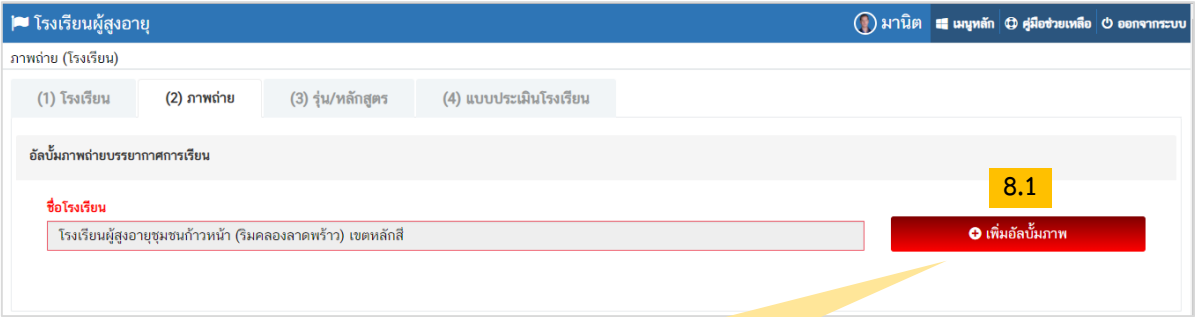 โรงเรียนผู้สูงอายุ มานิต เมนูหลัก คู่มือช่วยเหลือ ออกจากระบบ
ภาพถ่าย (โรงเรียน)
(1) โรงเรียน (2) ภาพถ่าย (3) รุ่น/หลักสูตร (4) แบบประเมินโรงเรียน
อัลบั้มภาพถ่ายบรรยากาศการเรียน
8.1
ชื่อโรงเรียน
โรงเรียนผู้สูงอายุชุมชนก้าวหน้า (ริมคลองลาดพร้าว) เขตหลักสี่ เพิ่มอัลบั้มภาพ